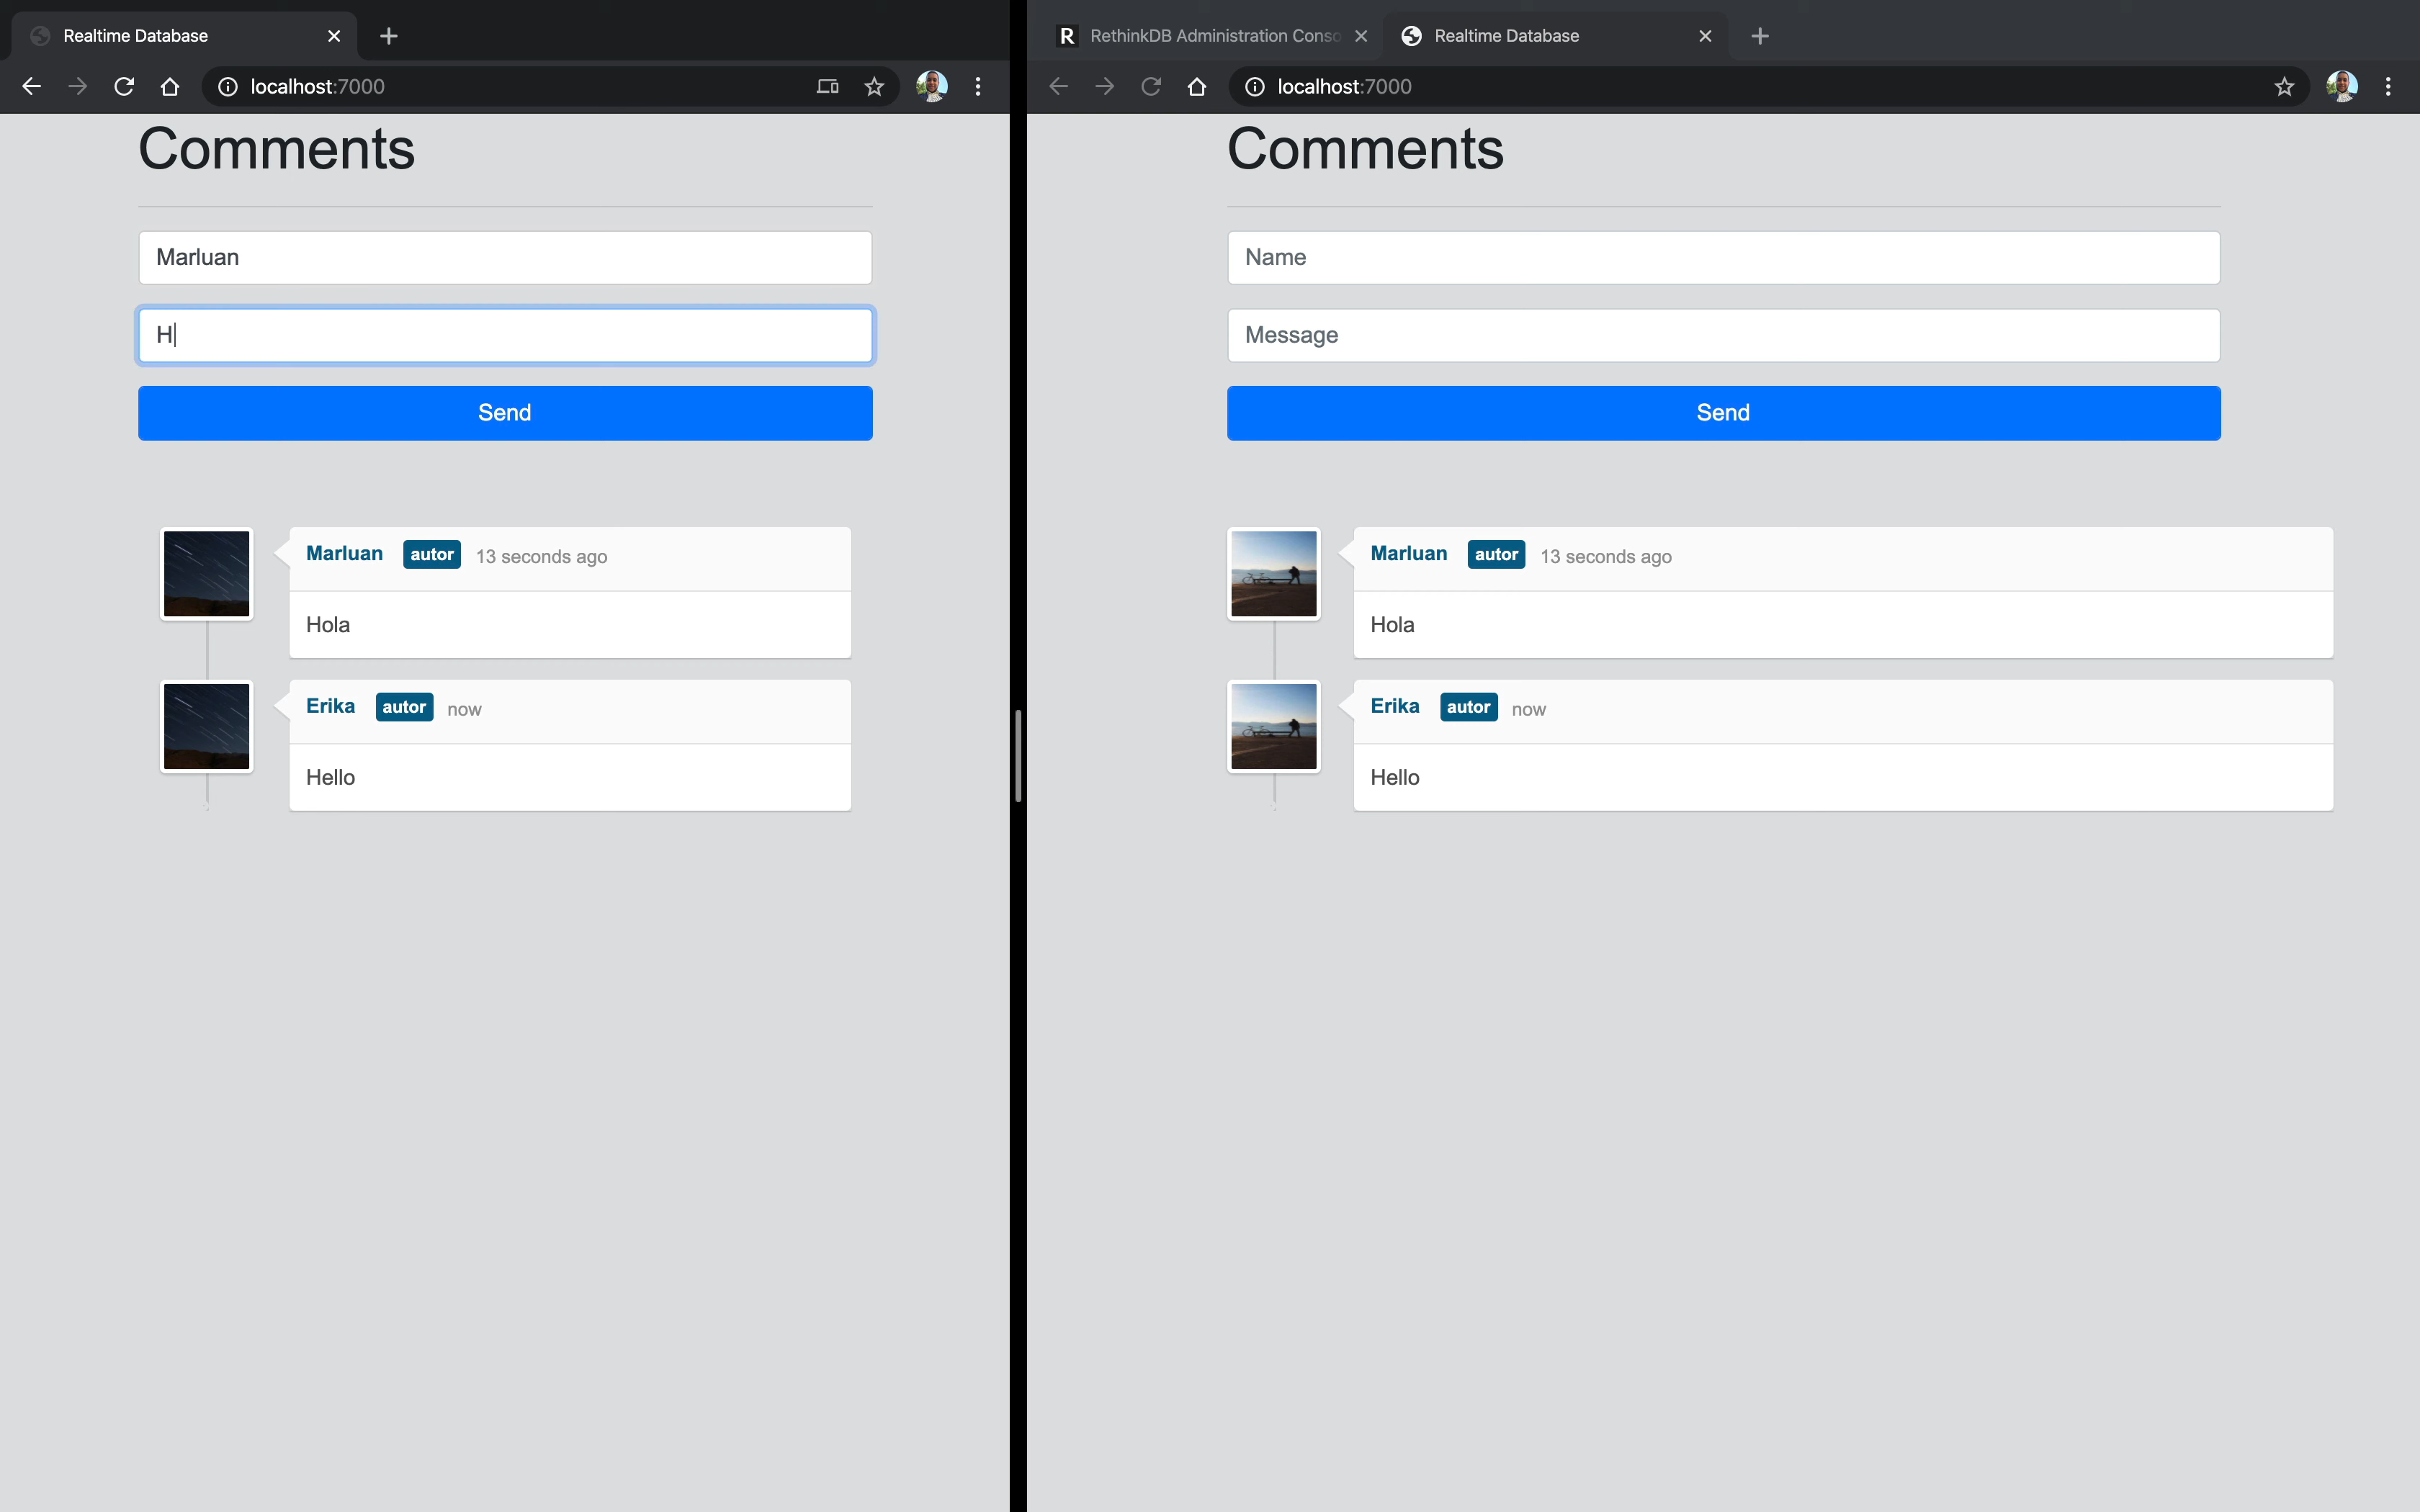 Realtime Database
localhost:7000
Comments
Marluan
H
Send
Marluan autor 13 seconds ago
Hola
Erika autor now
Hello
R RethinkDB Administration Conso
Realtime Database
localhost:7000
Comments
Name
Message
Send
Marluan autor 13 seconds ago
Hola
Erika autor now
Hello